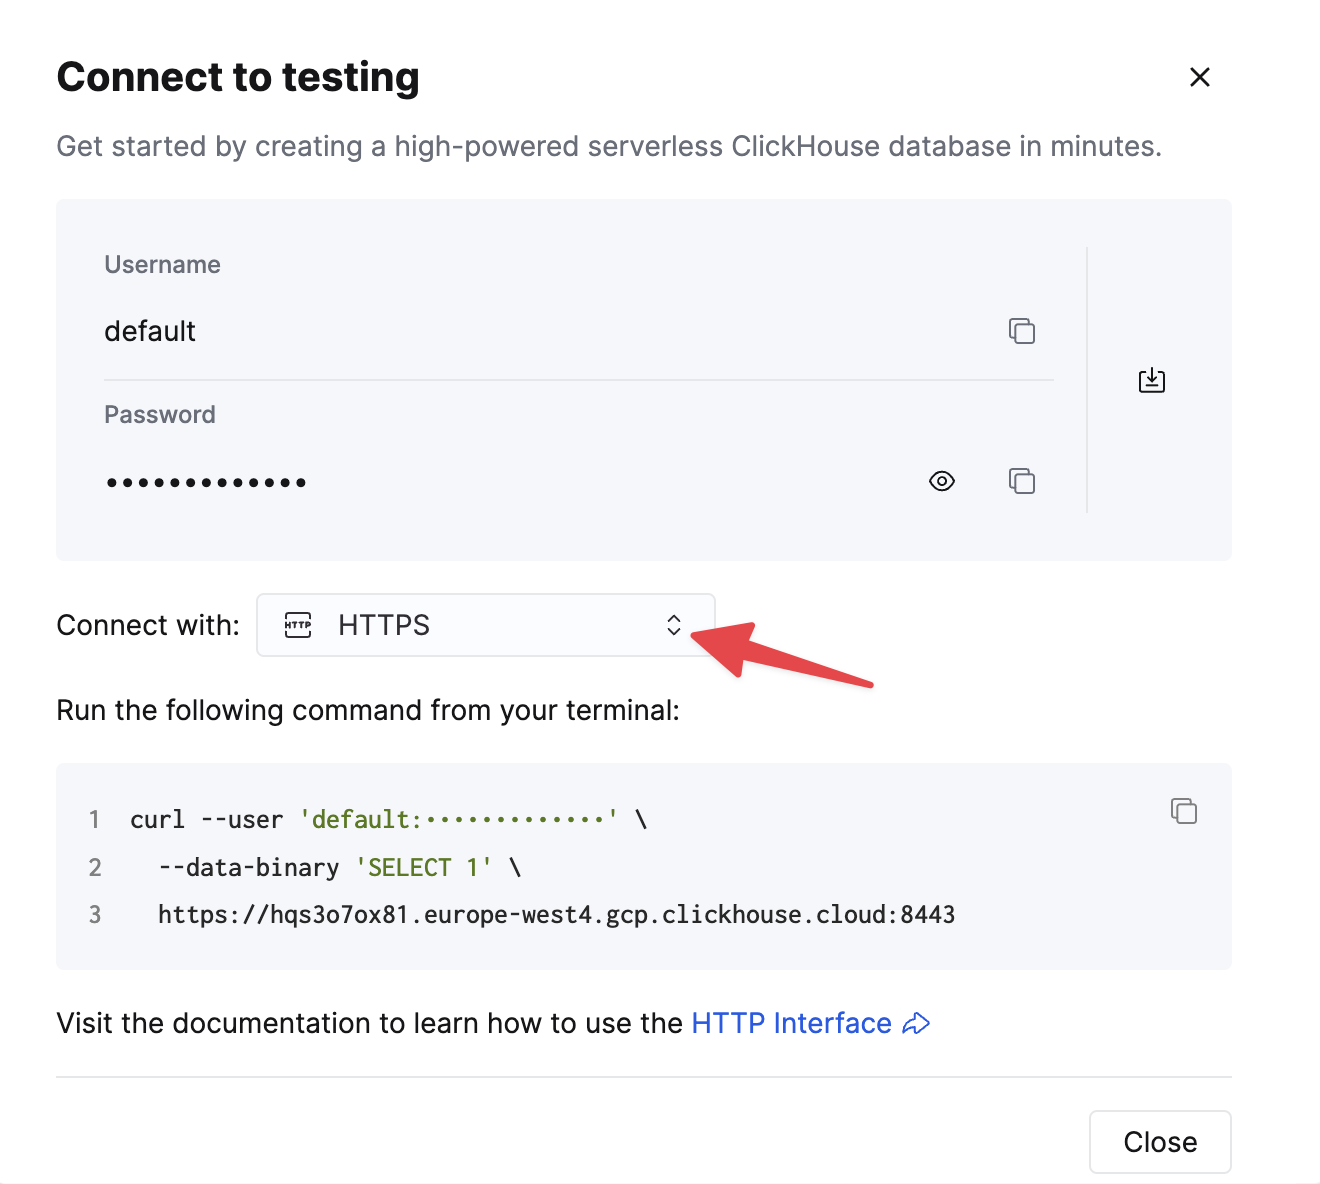 Connect to testing
Get started by creating a high-powered serverless ClickHouse database in minutes.
Username
default
Password
•••••••••••••
Connect with: HTTP HTTPS
Run the following command from your terminal:
1 curl --user 'default:•••••••••••••' \
2 --data-binary 'SELECT 1' \
3 https://hqs3o7ox81.europe-west4.gcp.clickhouse.cloud:8443
Visit the documentation to learn how to use the HTTP Interface
Close